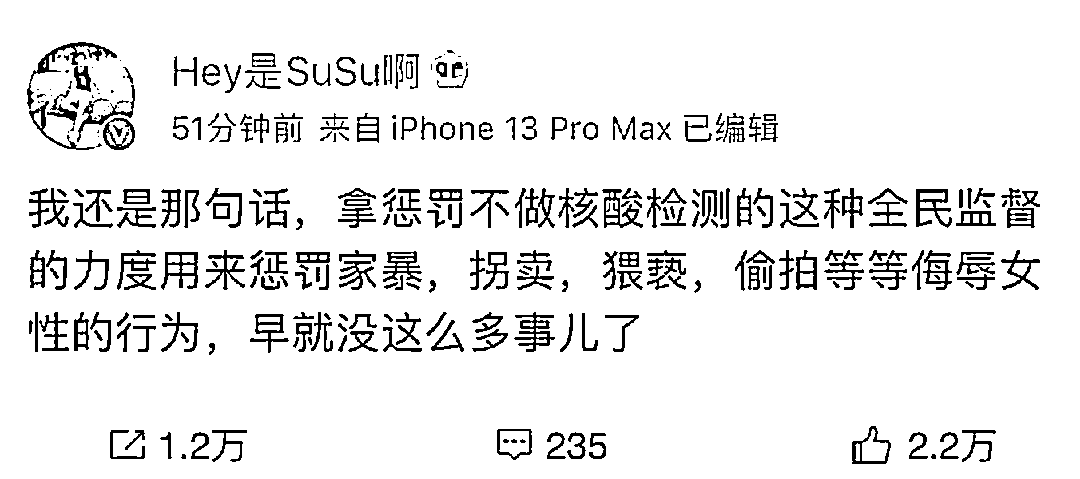 Hey是SuSu啊
51分钟前 来自 iPhone 13 Pro Max 已编辑
我还是那句话，拿惩罚不做核酸检测的这种全民监督
的力度用来惩罚家暴，拐卖，猥亵，偷拍等等侮辱女
性的行为，早就没这么多事儿了
1.2万 235 2.2万